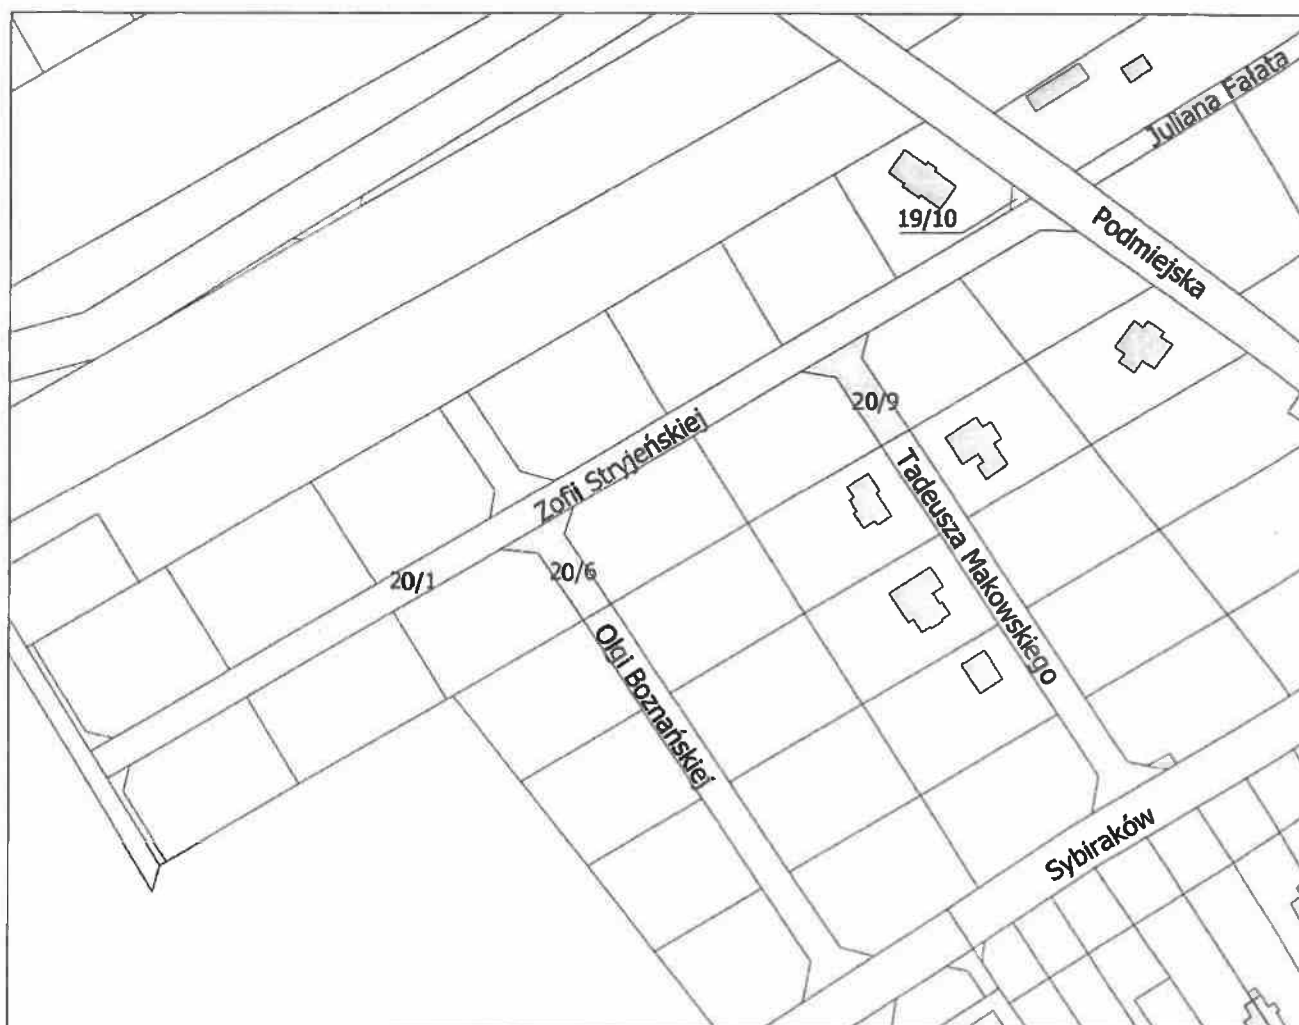 Juliana Fałata
19/10
Podmiejska
20/9
Zofii Stryjeńskiej
Tadeusza Makowskiego
20/1
20/6
Olgi Boznańskiej
Sybiraków